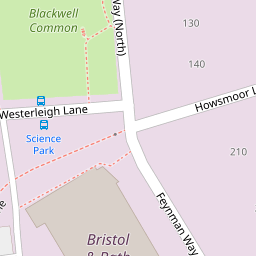 Blackwell
Common
Way (North)
130
140
Westerleigh Lane
Howsmoor L
Science
Park
210
Feynman Way
Bristol
& Bath